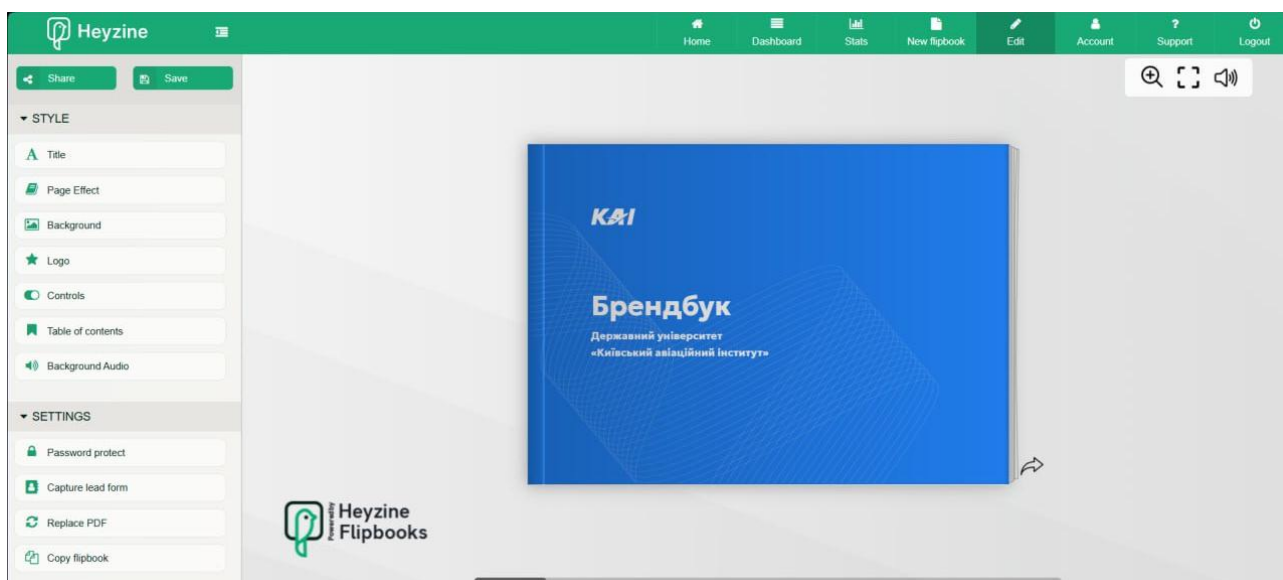 Heyzine
Home
Dashboard
Stats
New flipbook
Edit
Account
Support
Logout
Share
Save
STYLE
Title
Page Effect
Background
Logo
Controls
Table of contents
Background Audio
SETTINGS
Password protect
Capture lead form
Replace PDF
Copy flipbook
KAI
Брендбук
Державний університет
«Київський авіаційний інститут»
Powered by
Heyzine
Flipbooks